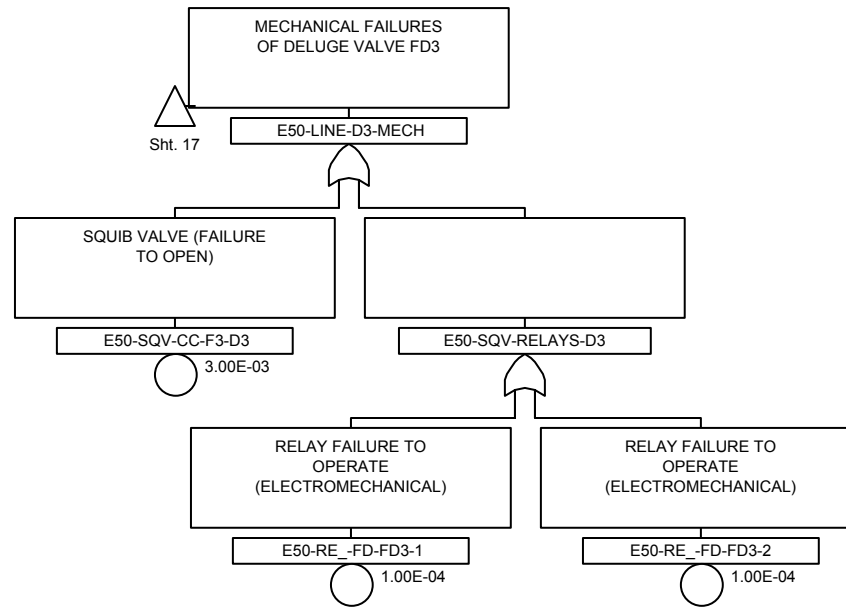 MECHANICAL FAILURES
OF DELUGE VALVE FD3
Sht. 17
E50-LINE-D3-MECH
SQUIB VALVE (FAILURE
TO OPEN)
E50-SQV-CC-F3-D3
3.00E-03
E50-SQV-RELAYS-D3
RELAY FAILURE TO
OPERATE
(ELECTROMECHANICAL)
E50-RE_-FD-FD3-1
1.00E-04
RELAY FAILURE TO
OPERATE
(ELECTROMECHANICAL)
E50-RE_-FD-FD3-2
1.00E-04